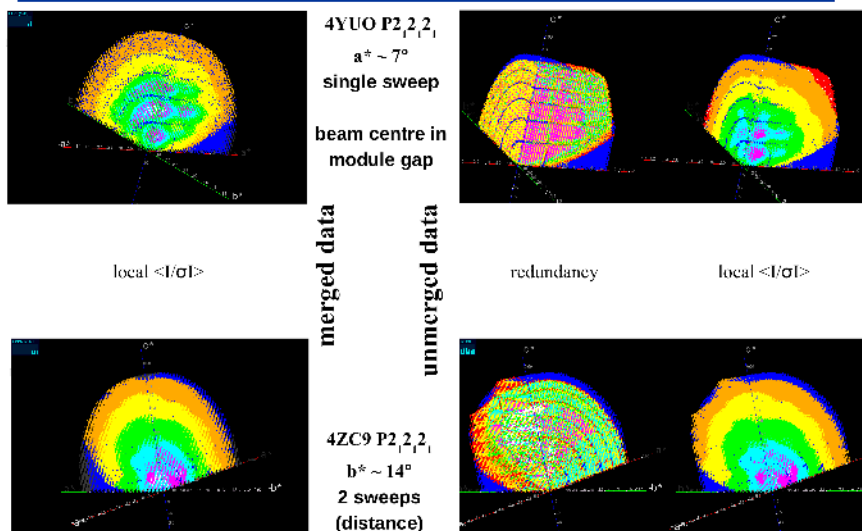 4YUO P2₁2₁2₁
a* ~ 7°
single sweep
beam centre in
module gap
merged data
unmerged data
local <I/σI>
redundancy
local <I/σI>
4ZC9 P2₁2₁2₁
b* ~ 14°
2 sweeps
(distance)
c*
b*
-b*
-b*